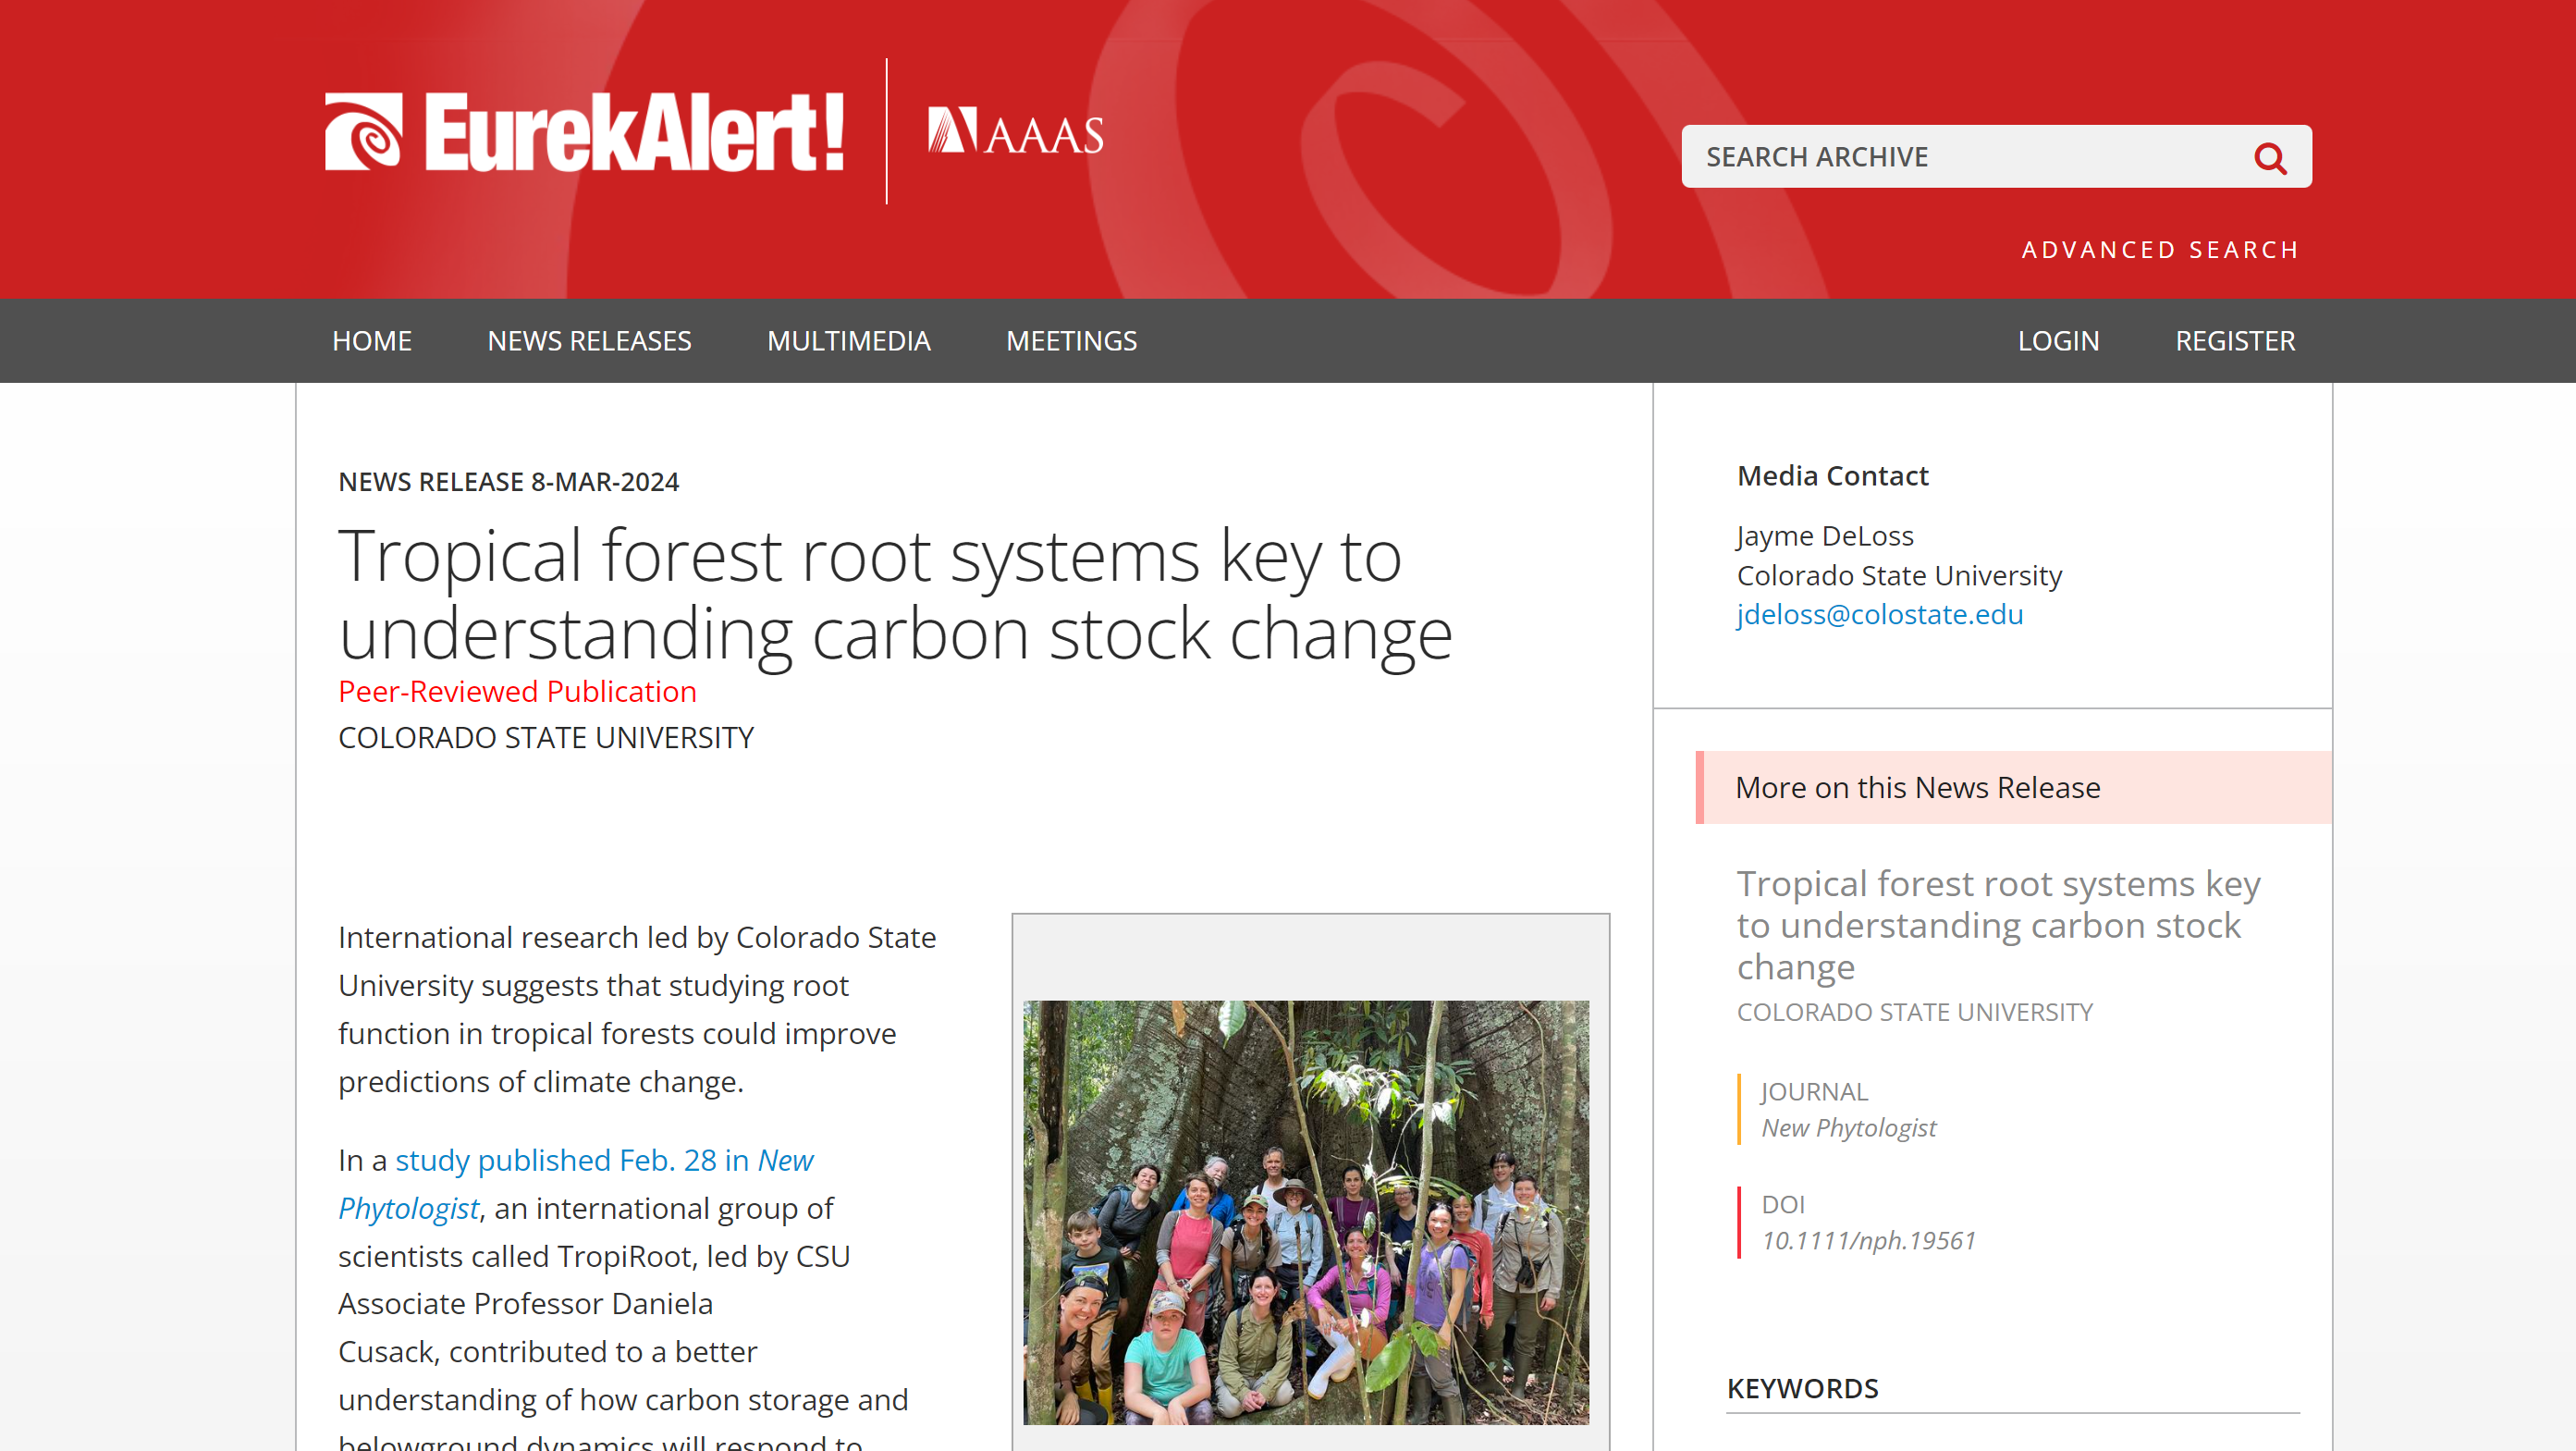 EurekAlert!
AAAS
SEARCH ARCHIVE
ADVANCED SEARCH
HOME
NEWS RELEASES
MULTIMEDIA
MEETINGS
LOGIN
REGISTER
NEWS RELEASE 8-MAR-2024
Tropical forest root systems key to
understanding carbon stock change
Peer-Reviewed Publication
COLORADO STATE UNIVERSITY
International research led by Colorado State
University suggests that studying root
function in tropical forests could improve
predictions of climate change.
In a study published Feb. 28 in New
Phytologist, an international group of
scientists called TropiRoot, led by CSU
Associate Professor Daniela
Cusack, contributed to a better
understanding of how carbon storage and
belowground dynamics will respond to
Media Contact
Jayme DeLoss
Colorado State University
jdeloss@colostate.edu
More on this News Release
Tropical forest root systems key
to understanding carbon stock
change
COLORADO STATE UNIVERSITY
JOURNAL
New Phytologist
DOI
10.1111/nph.19561
KEYWORDS